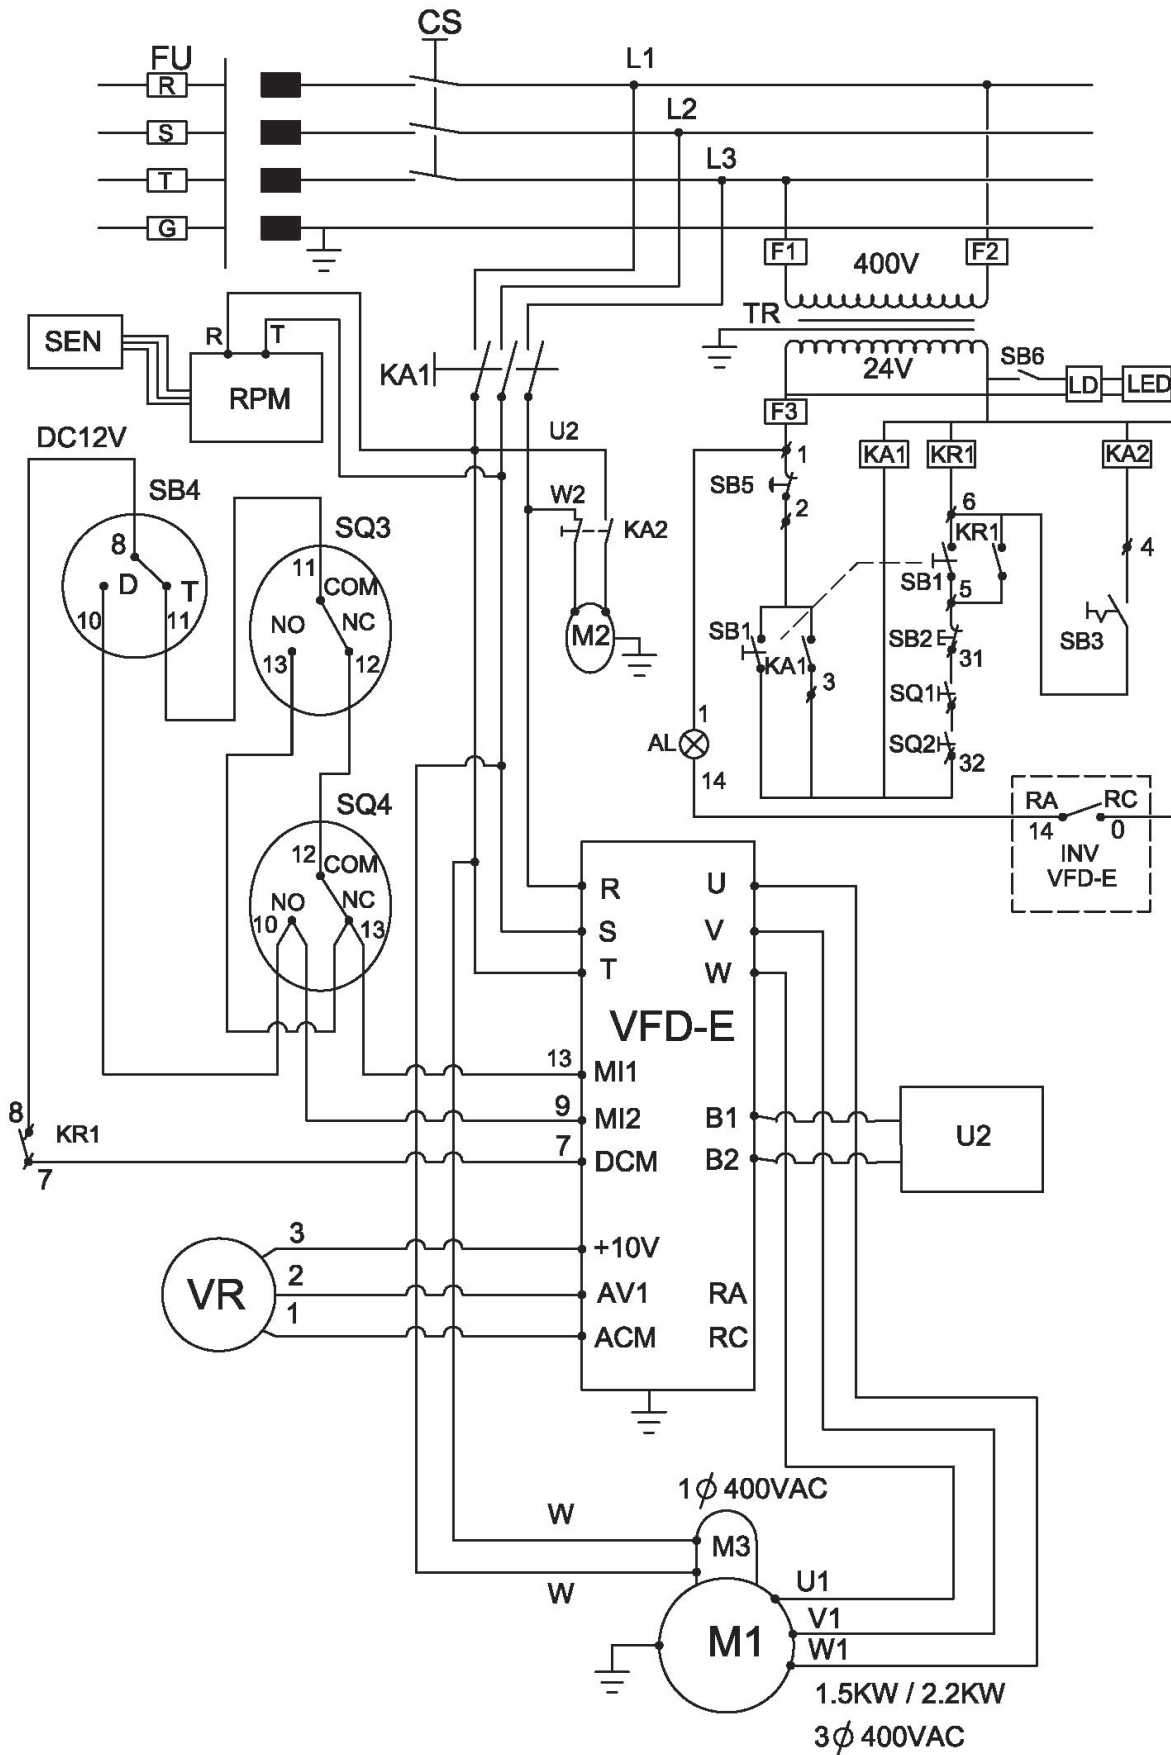 CS
FU
L1
R
L2
S
L3
T
G
F1
400V
F2
TR
SEN
R
T
RPM
KA1
24V
SB6
LD
LED
F3
DC12V
U2
1
KA1
KR1
KA2
SB4
SB5
W2
2
6
SQ3
KA2
KR1
8
11
COM
4
D
T
SB1
5
10
11
NO
NC
M2
SB1
SB2
SB3
13
12
KA1
31
3
SQ1
1
AL
SQ2
32
14
SQ4
RA
RC
14
0
12
COM
INV
VFD-E
NO
NC
R
U
10
13
S
V
T
W
VFD-E
13
MI1
8
KR1
9
MI2
B1
U2
7
7
DCM
B2
3
+10V
VR
2
AV1
RA
1
ACM
RC
1ϕ 400VAC
W
M3
W
U1
V1
M1
W1
1.5KW / 2.2KW
3ϕ 400VAC